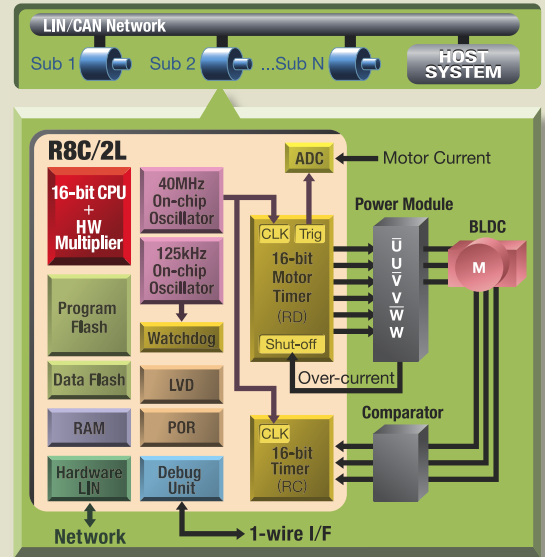 LIN/CAN Network
Sub 1
Sub 2
...Sub N
HOST
SYSTEM
R8C/2L
16-bit CPU
+
HW
Multiplier
40MHz
On-chip
Oscillator
125kHz
On-chip
Oscillator
Program
Flash
Watchdog
Data Flash
LVD
RAM
POR
Hardware
LIN
Debug
Unit
Network
1-wire I/F
ADC
Motor Current
CLK
Trig
16-bit
Motor
Timer
(RD)
Shut-off
Over-current
Power Module
U̅
U
V̅
V
W̅
W
BLDC
M
Comparator
CLK
16-bit
Timer
(RC)